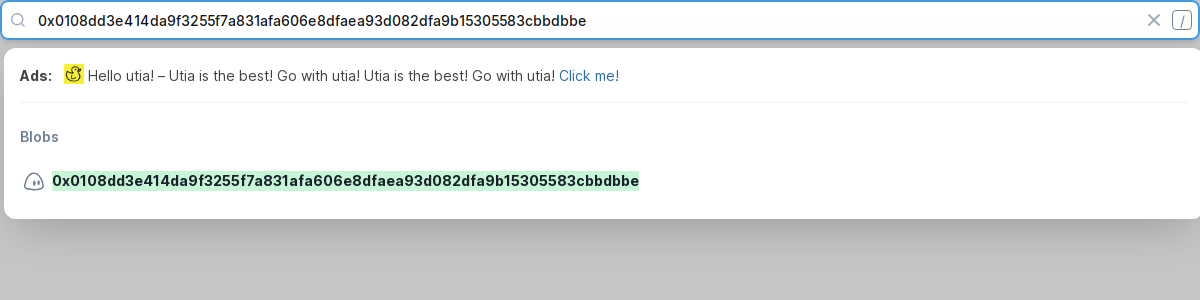 0x0108dd3e414da9f3255f7a831afa606e8dfaea93d082dfa9b15305583cbbdbbe /
Ads: Hello utia! – Utia is the best! Go with utia! Utia is the best! Go with utia! Click me!
Blobs
0x0108dd3e414da9f3255f7a831afa606e8dfaea93d082dfa9b15305583cbbdbbe